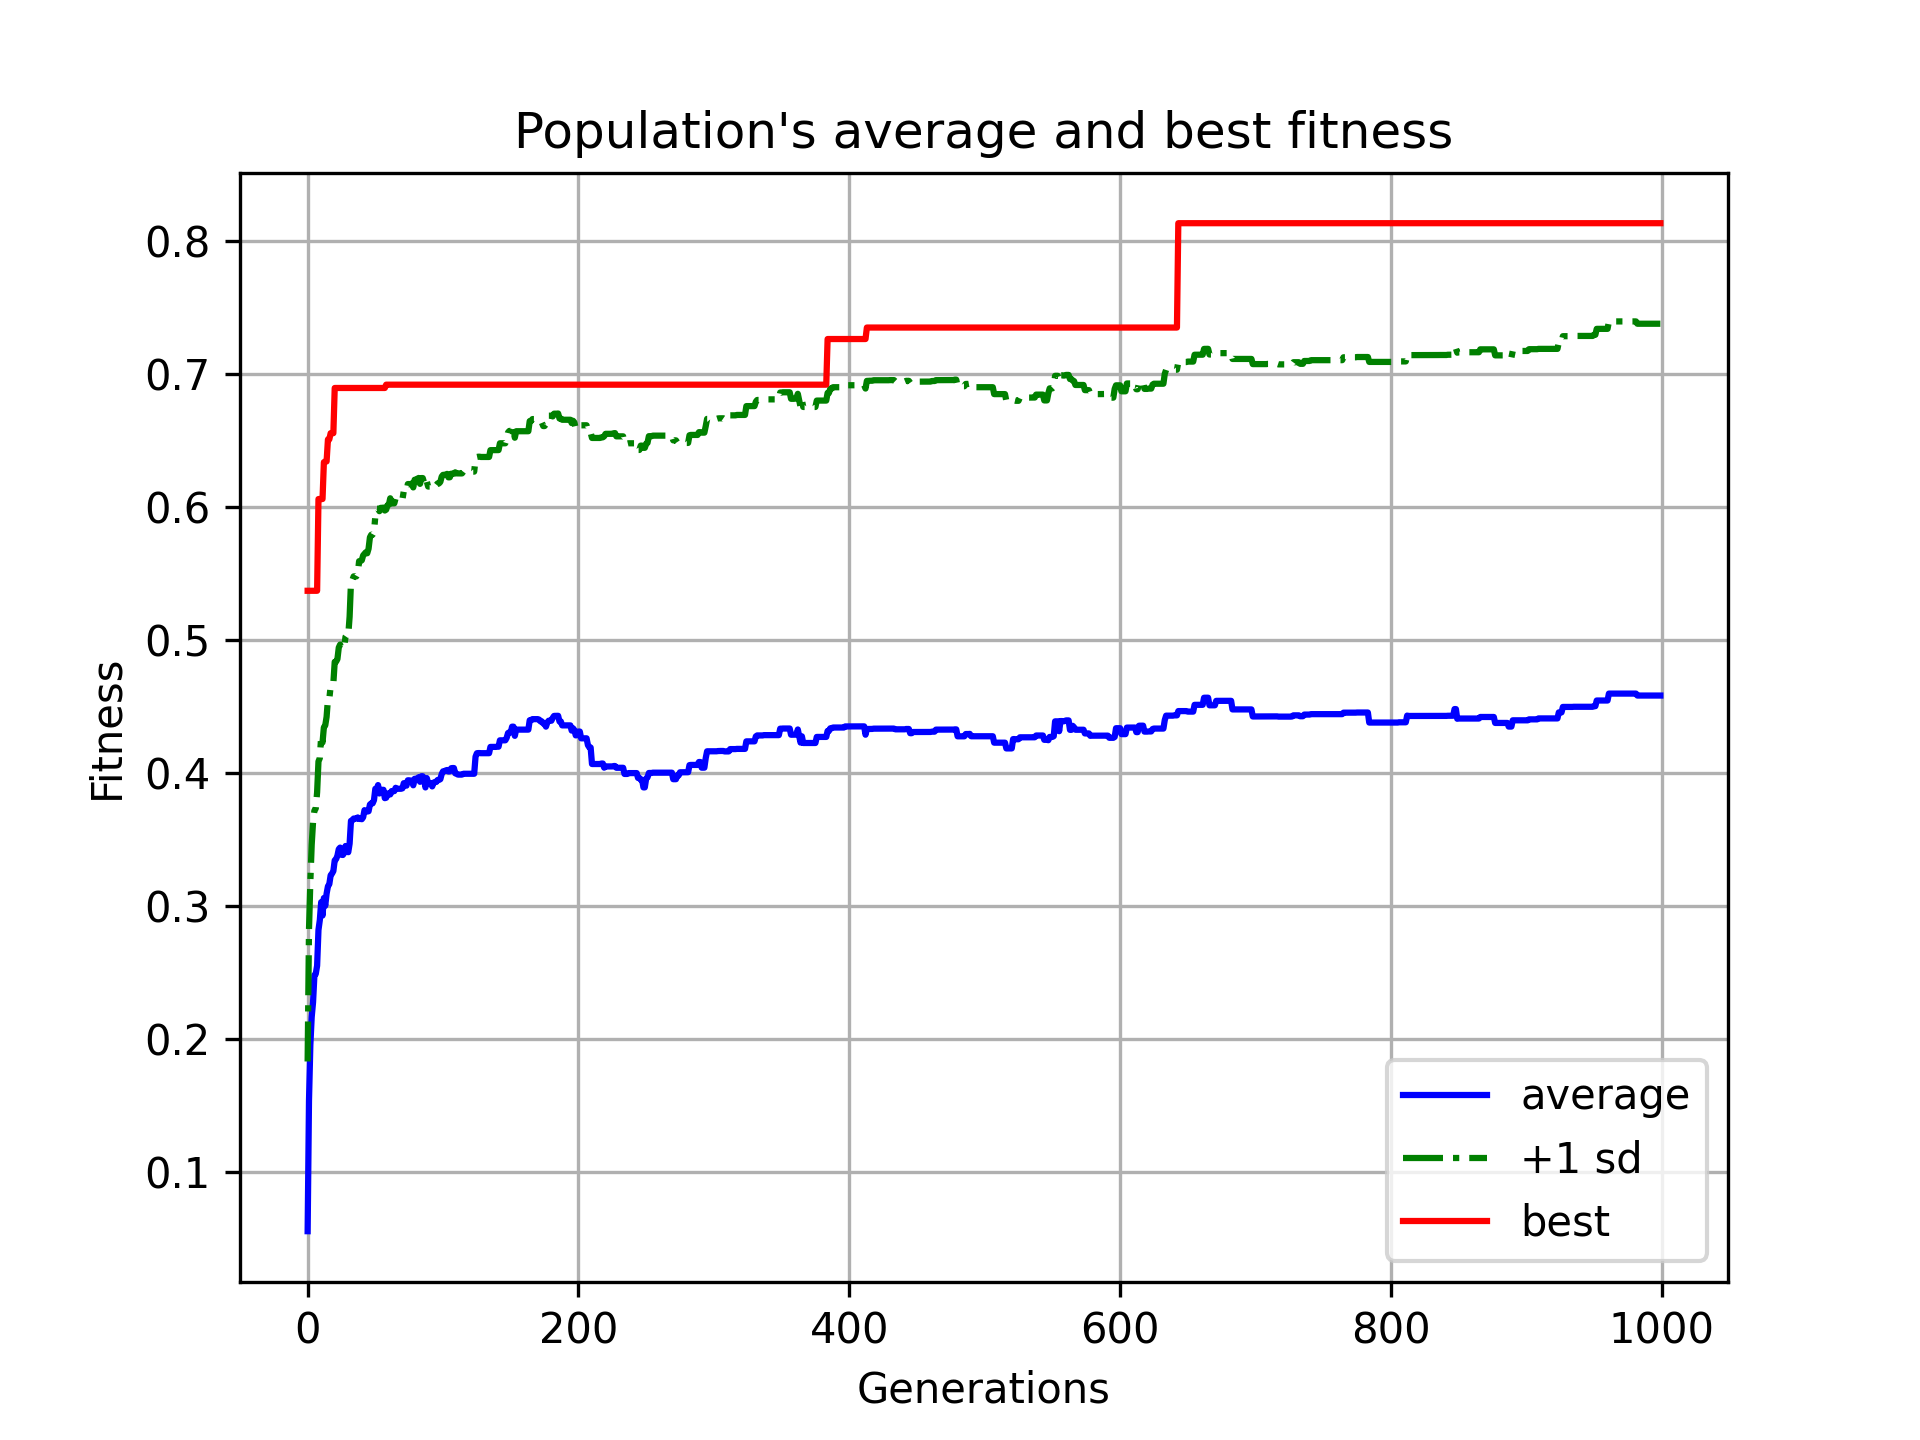 Population's average and best fitness
Fitness
0.8
0.7
0.6
0.5
0.4
0.3
0.2
0.1
average
+1 sd
best
0 200 400 600 800 1000
Generations